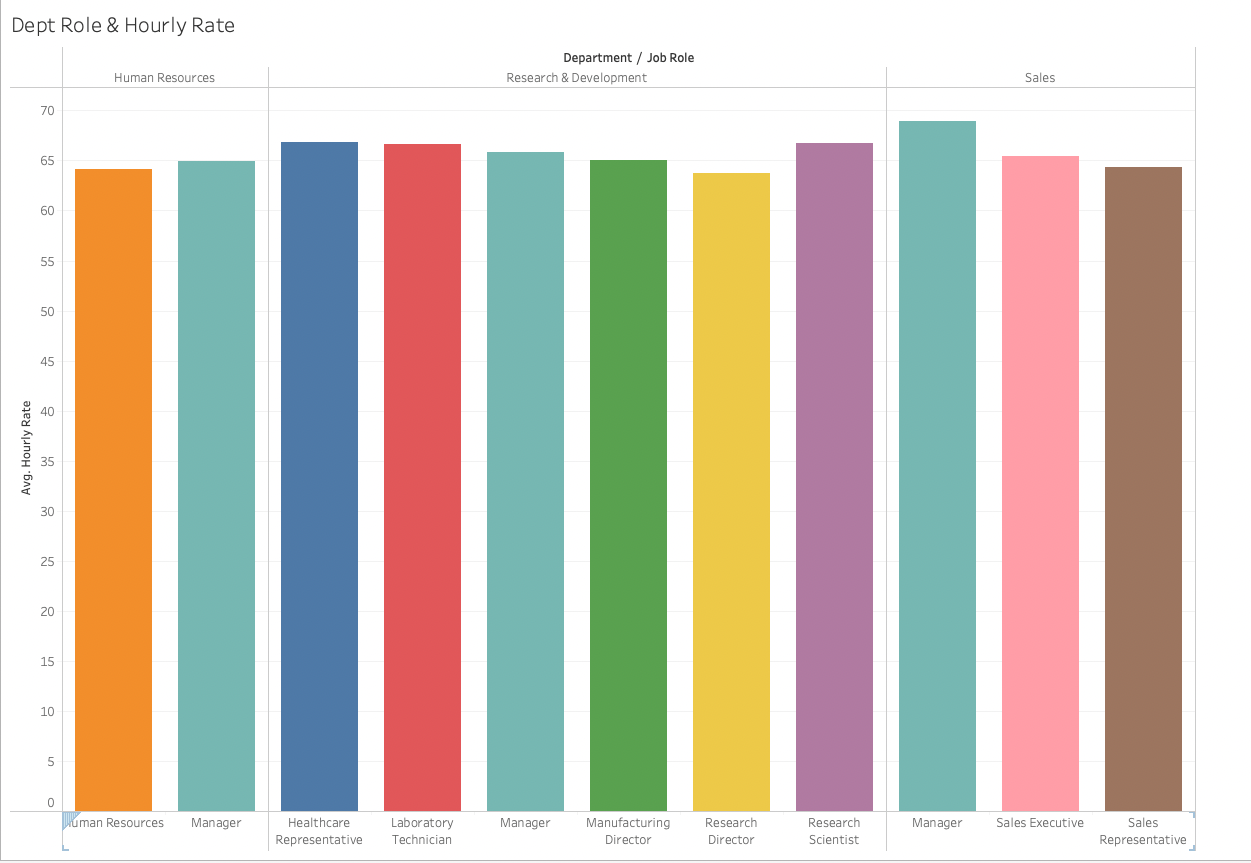 Dept Role & Hourly Rate
Department / Job Role
Human Resources
Research & Development
Sales
70
65
60
55
50
45
40
35
30
25
20
15
10
5
0
Avg. Hourly Rate
uman Resources
Manager
Healthcare
Representative
Laboratory
Technician
Manager
Manufacturing
Director
Research
Director
Research
Scientist
Manager
Sales Executive
Sales
Representative